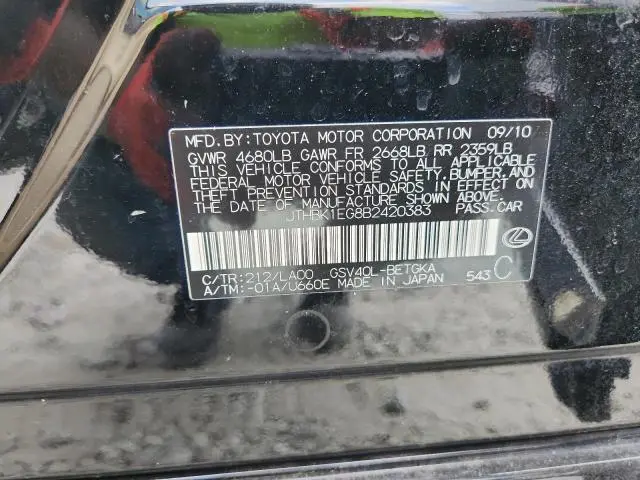 MFD.BY:TOYOTA MOTOR CORPORATION 09/10
GVWR 4680LB GAWR FR 2668LB RR 2359LB
THIS VEHICLE CONFORMS TO ALL APPLICABLE
FEDERAL MOTOR VEHICLE SAFETY,BUMPER,AND
THEFT PREVENTION STANDARDS IN EFFECT ON
THE DATE OF MANUFACTURE SHOWN ABOVE.
JTHBK1EG8B2420383 PASS.CAR
C/TR:212/LA00 GSV40L-BETGKA
A/TM:-01A/U660E MADE IN JAPAN 543 C